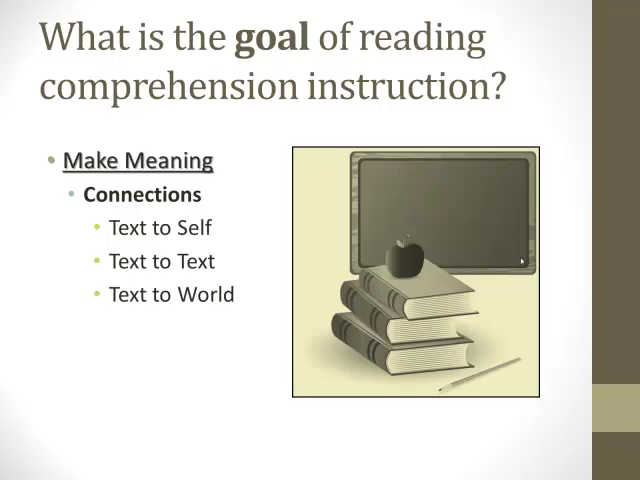 What is the goal of reading
comprehension instruction?
• Make Meaning
• Connections
• Text to Self
• Text to Text
• Text to World